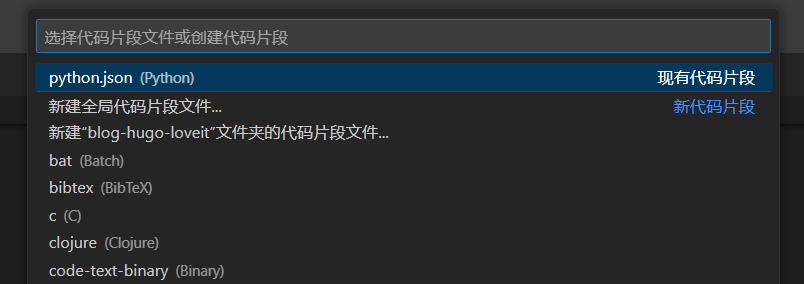 选择代码片段文件或创建代码片段
python.json (Python) 现有代码片段
新建全局代码片段文件... 新代码片段
新建“blog-hugo-loveit”文件夹的代码片段文件...
bat (Batch)
bibtex (BibTeX)
c (C)
clojure (Clojure)
code-text-binary (Binary)